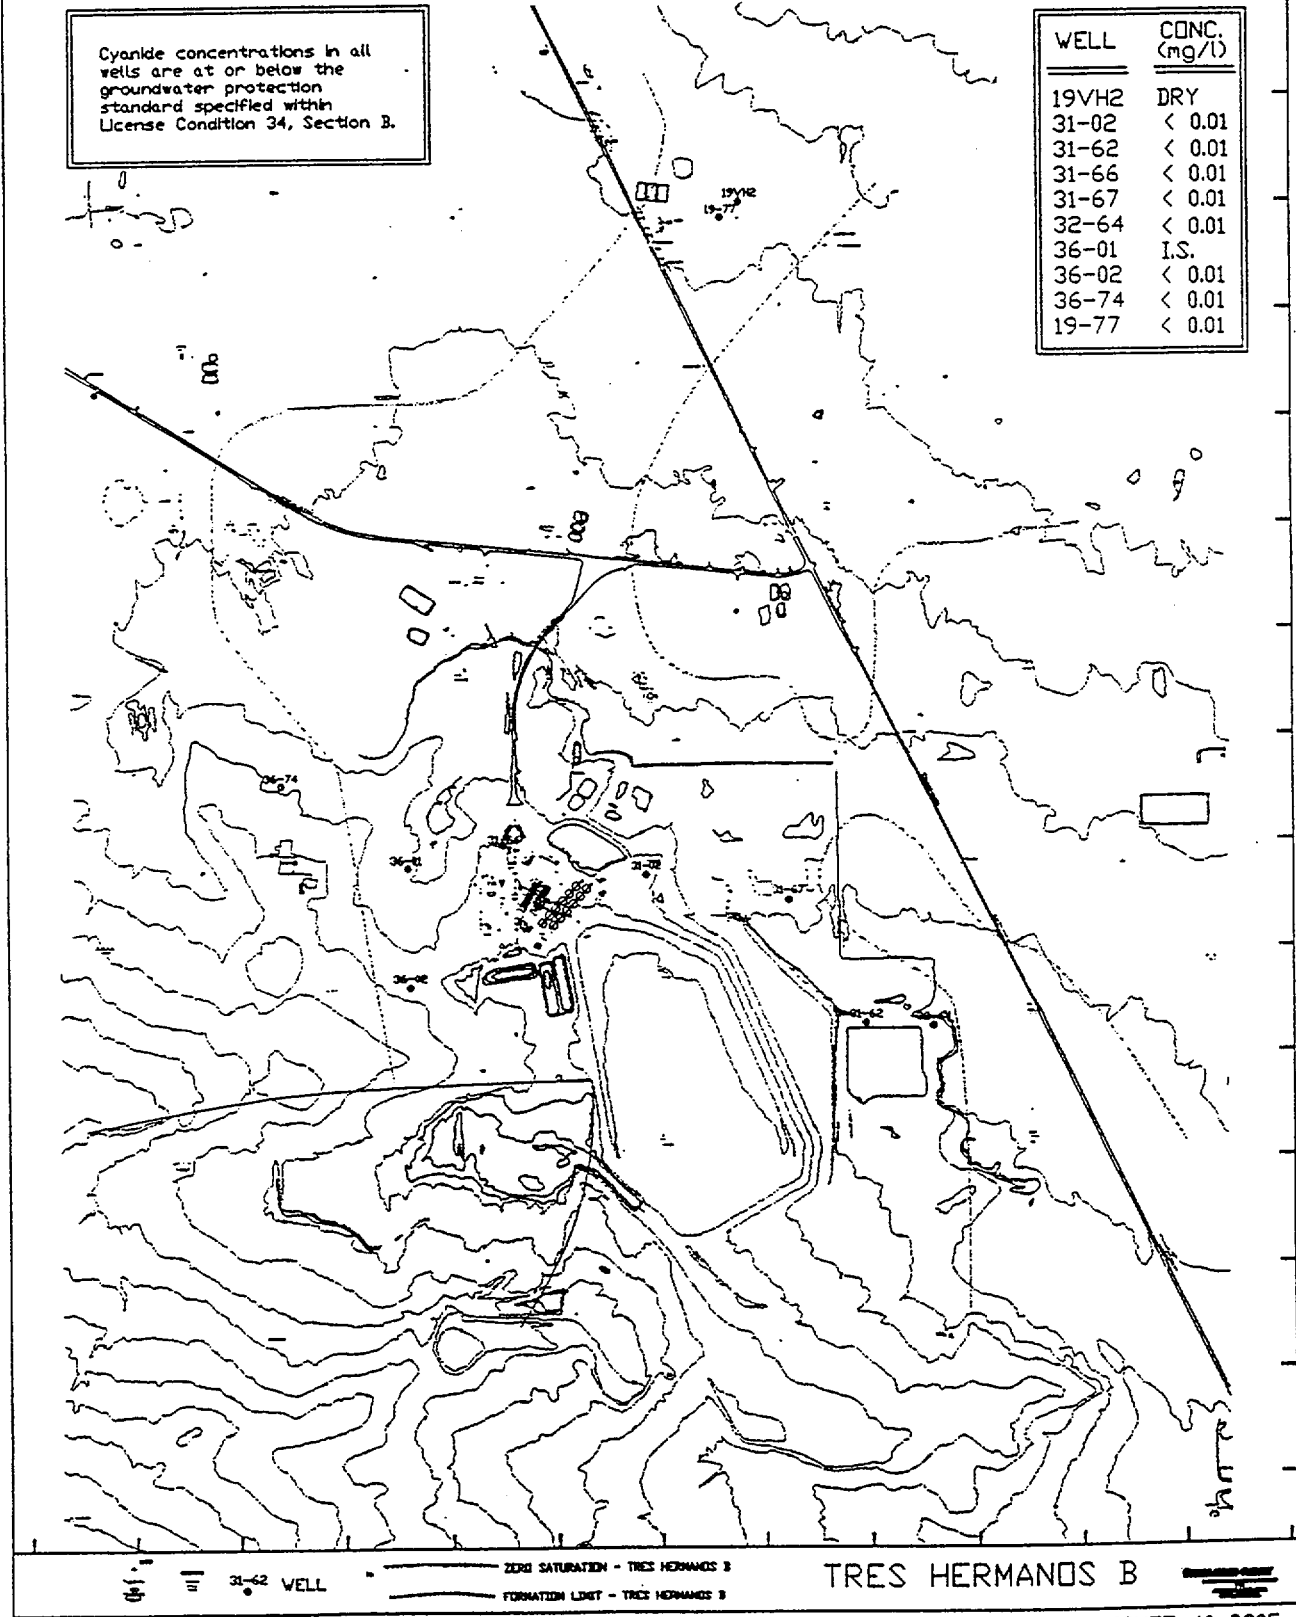 Cyanide concentrations in all
wells are at or below the
groundwater protection
standard specified within
License Condition 34, Section B.
WELL CONC.
(mg/l)
19VH2 DRY
31-02 < 0.01
31-62 < 0.01
31-66 < 0.01
31-67 < 0.01
32-64 < 0.01
36-01 I.S.
36-02 < 0.01
36-74 < 0.01
19-77 < 0.01
19VH2
19-77
36-74
36-01
31-02
31-67
36-02
31-62
31-62 WELL
ZERO SATURATION - TRES HERMANOS B
FORMATION LIMIT - TRES HERMANOS B
TRES HERMANOS B